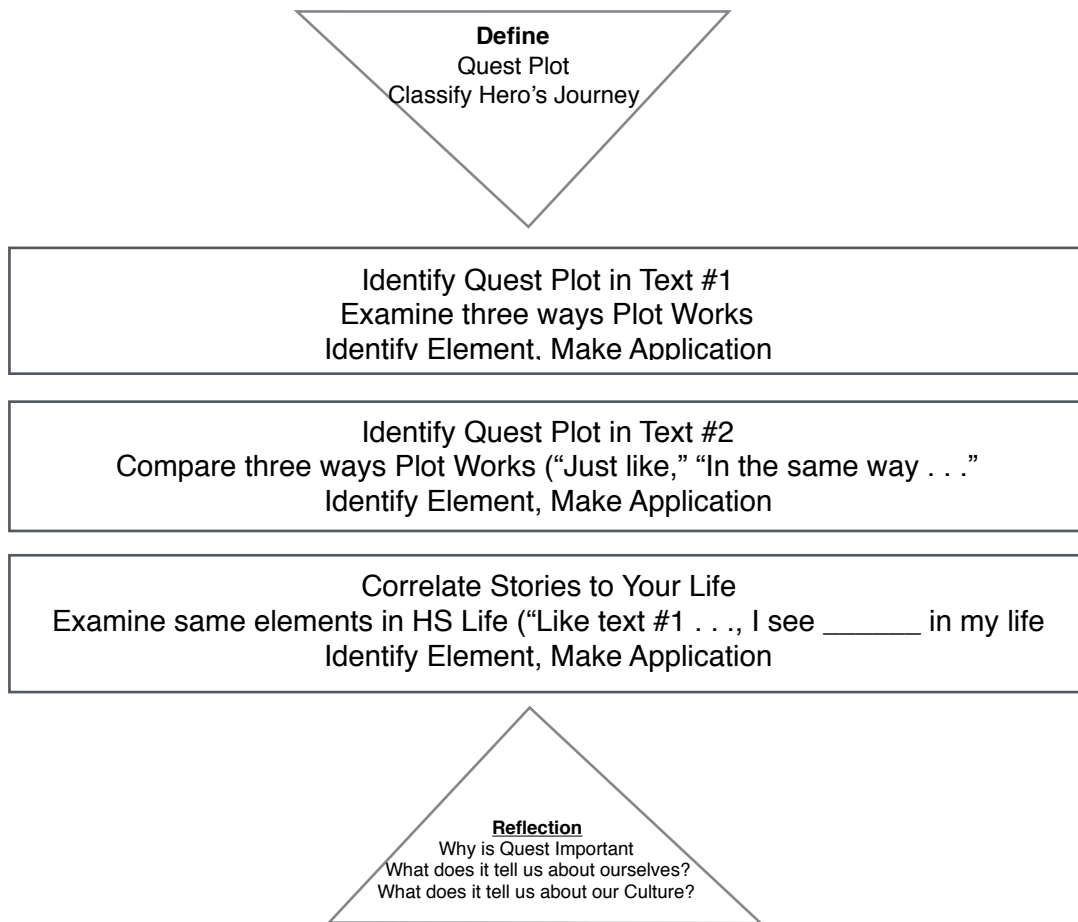 Define
Quest Plot
Classify Hero’s Journey
Identify Quest Plot in Text #1
Examine three ways Plot Works
Identify Element, Make Application
Identify Quest Plot in Text #2
Compare three ways Plot Works (“Just like,” “In the same way . . .”
Identify Element, Make Application
Correlate Stories to Your Life
Examine same elements in HS Life (“Like text #1 . . ., I see ______ in my life
Identify Element, Make Application
Reflection
Why is Quest Important
What does it tell us about ourselves?
What does it tell us about our Culture?